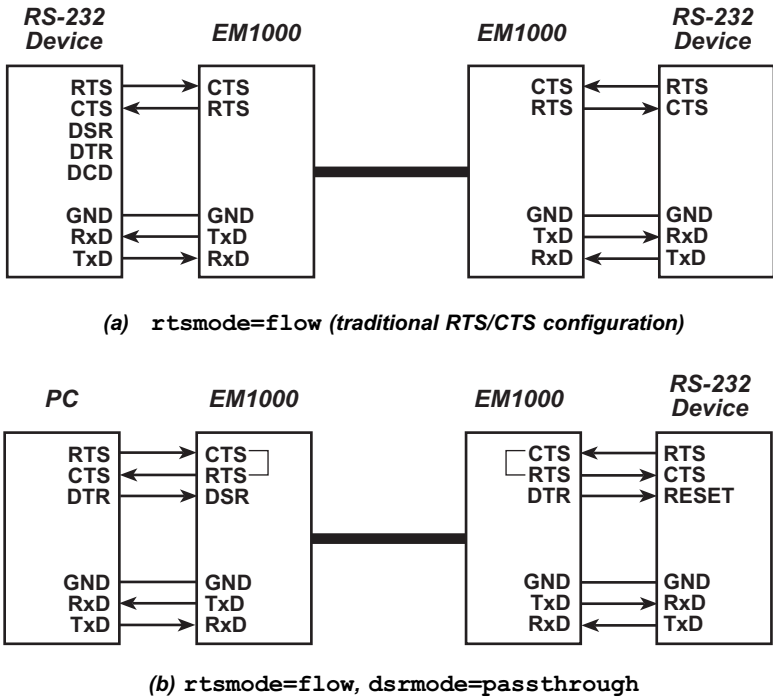 RS-232
Device
EM1000
EM1000
RS-232
Device
RTS CTS
CTS RTS
DSR
DTR
DCD
GND GND
RxD TxD
TxD RxD
CTS RTS
RTS CTS
GND GND
TxD RxD
RxD TxD
(a) rtsmode=flow (traditional RTS/CTS configuration)
PC
EM1000
EM1000
RS-232
Device
RTS CTS
CTS RTS
DTR DSR
GND GND
RxD TxD
TxD RxD
CTS RTS
RTS CTS
DTR RESET
GND GND
TxD RxD
RxD TxD
(b) rtsmode=flow, dsrmode=passthrough